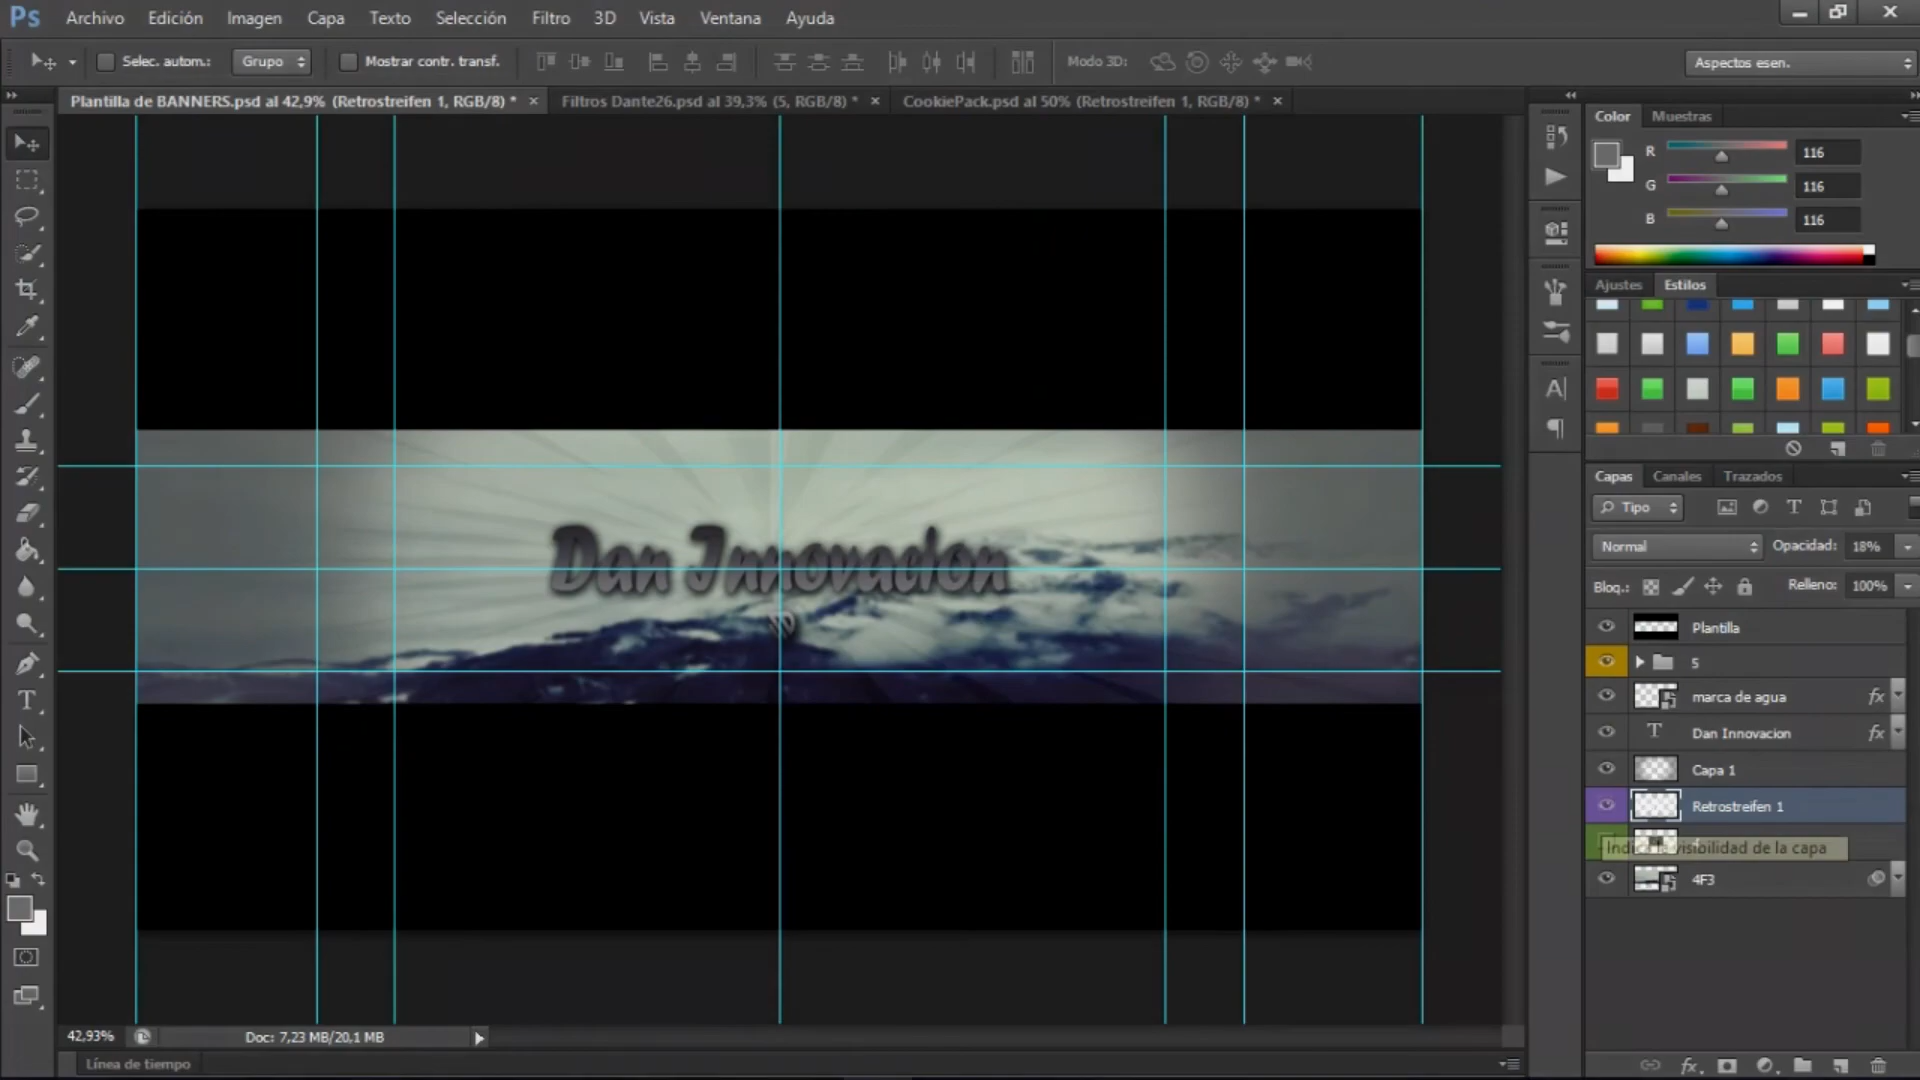 Ps Archivo Edición Imagen Capa Texto Selección Filtro 3D Vista Ventana Ayuda
Selec. autom.: Grupo Mostrar contr. transf. Modo 3D: Aspectos esen.
Plantilla de BANNERS.psd al 42,9% (Retrostreifen 1, RGB/8) * × Filtros Dante26.psd al 39,3% (5, RGB/8) * × CookiePack.psd al 50% (Retrostreifen 1, RGB/8) * ×
Color Muestras
R 116
G 116
B 116
Ajustes Estilos
Capas Canales Trazados
Tipo
Normal Opacidad: 18%
Bloq.: Relleno: 100%
Plantilla
5
marca de agua fx
Dan Innovacion fx
Capa 1
Retrostreifen 1
Indica la visibilidad de la capa
4F3
Dan Innovacion
42,93% Doc: 7,23 MB/20,1 MB
Línea de tiempo
fx